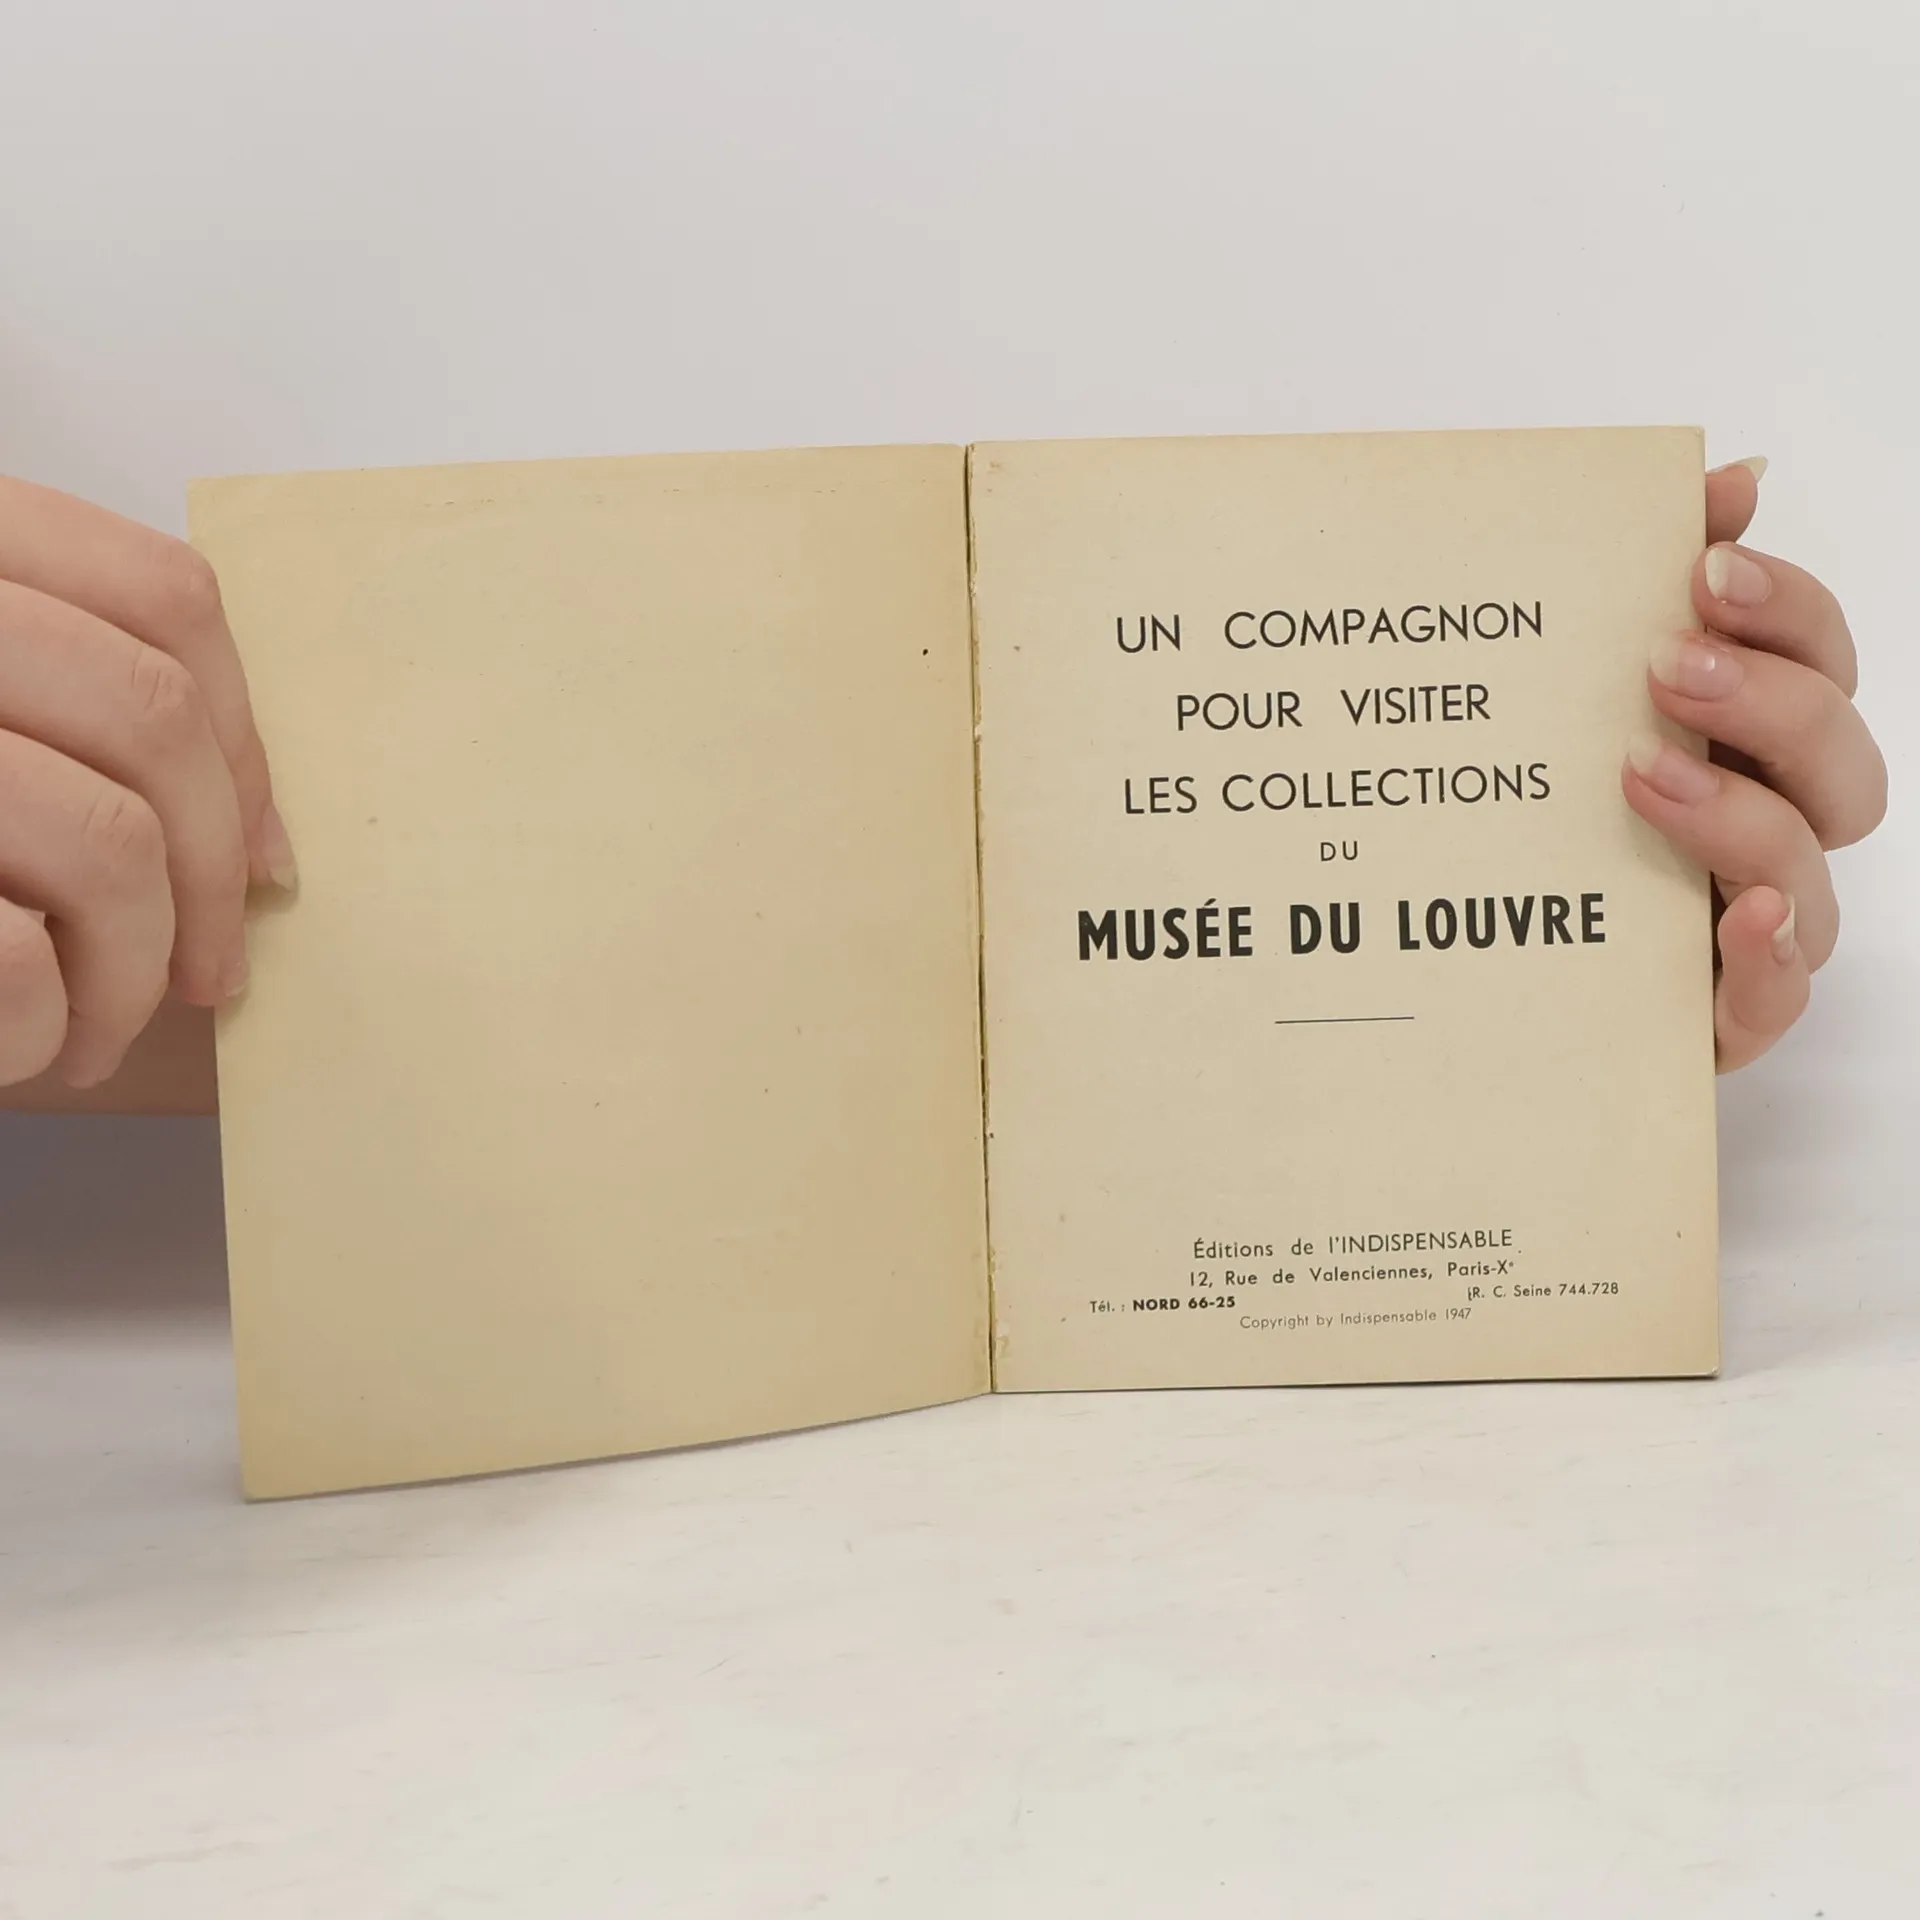 UN COMPAGNON
POUR VISITER
LES COLLECTIONS
DU
MUSÉE DU LOUVRE
Éditions de l'INDISPENSABLE
12, Rue de Valenciennes, Paris-Xe
Tél. : NORD 66-25 R. C. Seine 744.728
Copyright by Indispensable 1947